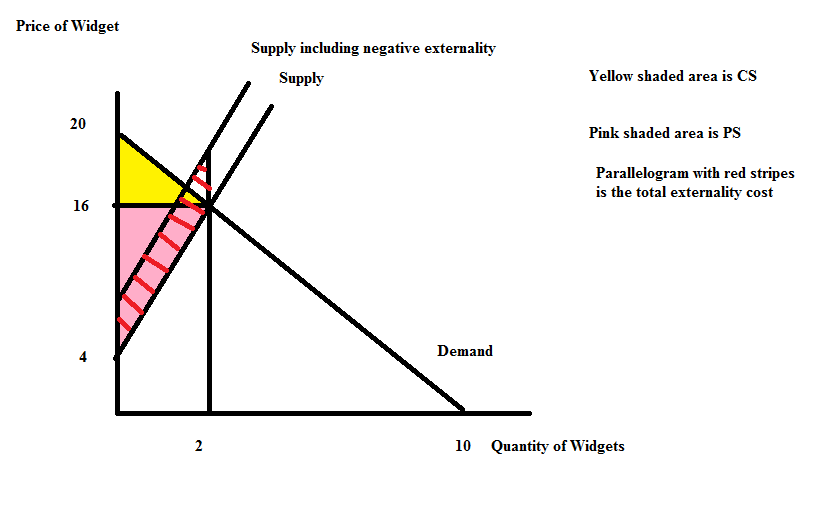 Price of Widget
Supply including negative externality
Supply
Yellow shaded area is CS
20
Pink shaded area is PS
Parallelogram with red stripes
is the total externality cost
16
4
Demand
2
10
Quantity of Widgets